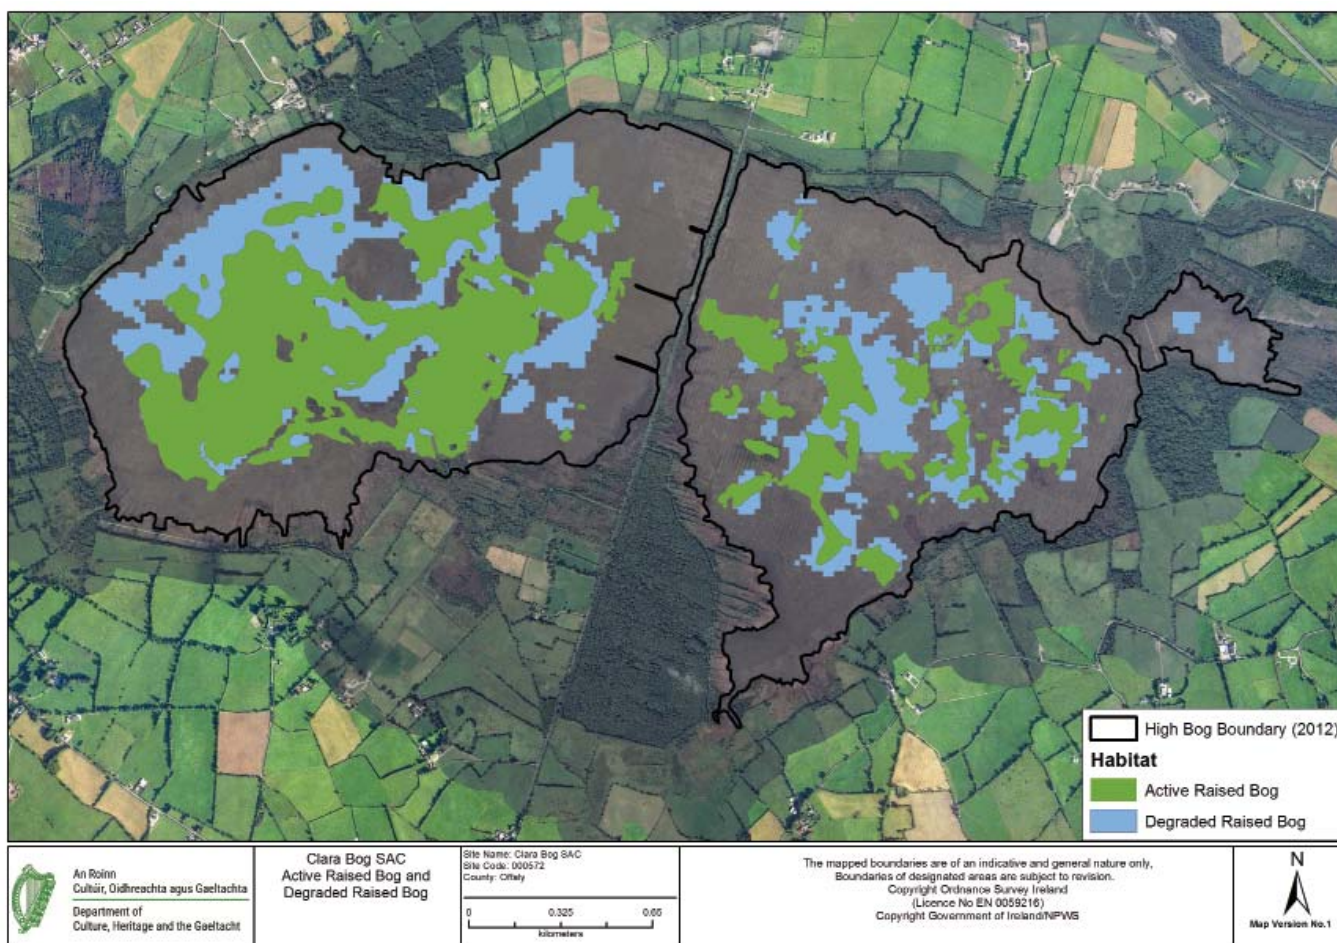 High Bog Boundary (2012)
Habitat
Active Raised Bog
Degraded Raised Bog
An Roinn
Cultúir, Oidhreachta agus Gaeltachta
Department of
Culture, Heritage and the Gaeltacht
Clara Bog SAC
Active Raised Bog and
Degraded Raised Bog
Site Name: Clara Bog SAC
Site Code: 000572
County: Offaly
0 0.325 0.65
kilometers
The mapped boundaries are of an indicative and general nature only,
Boundaries of designated areas are subject to revision.
Copyright Ordnance Survey Ireland
(Licence No EN 0059216)
Copyright Government of Ireland/NPWS
N
Map Version No.1